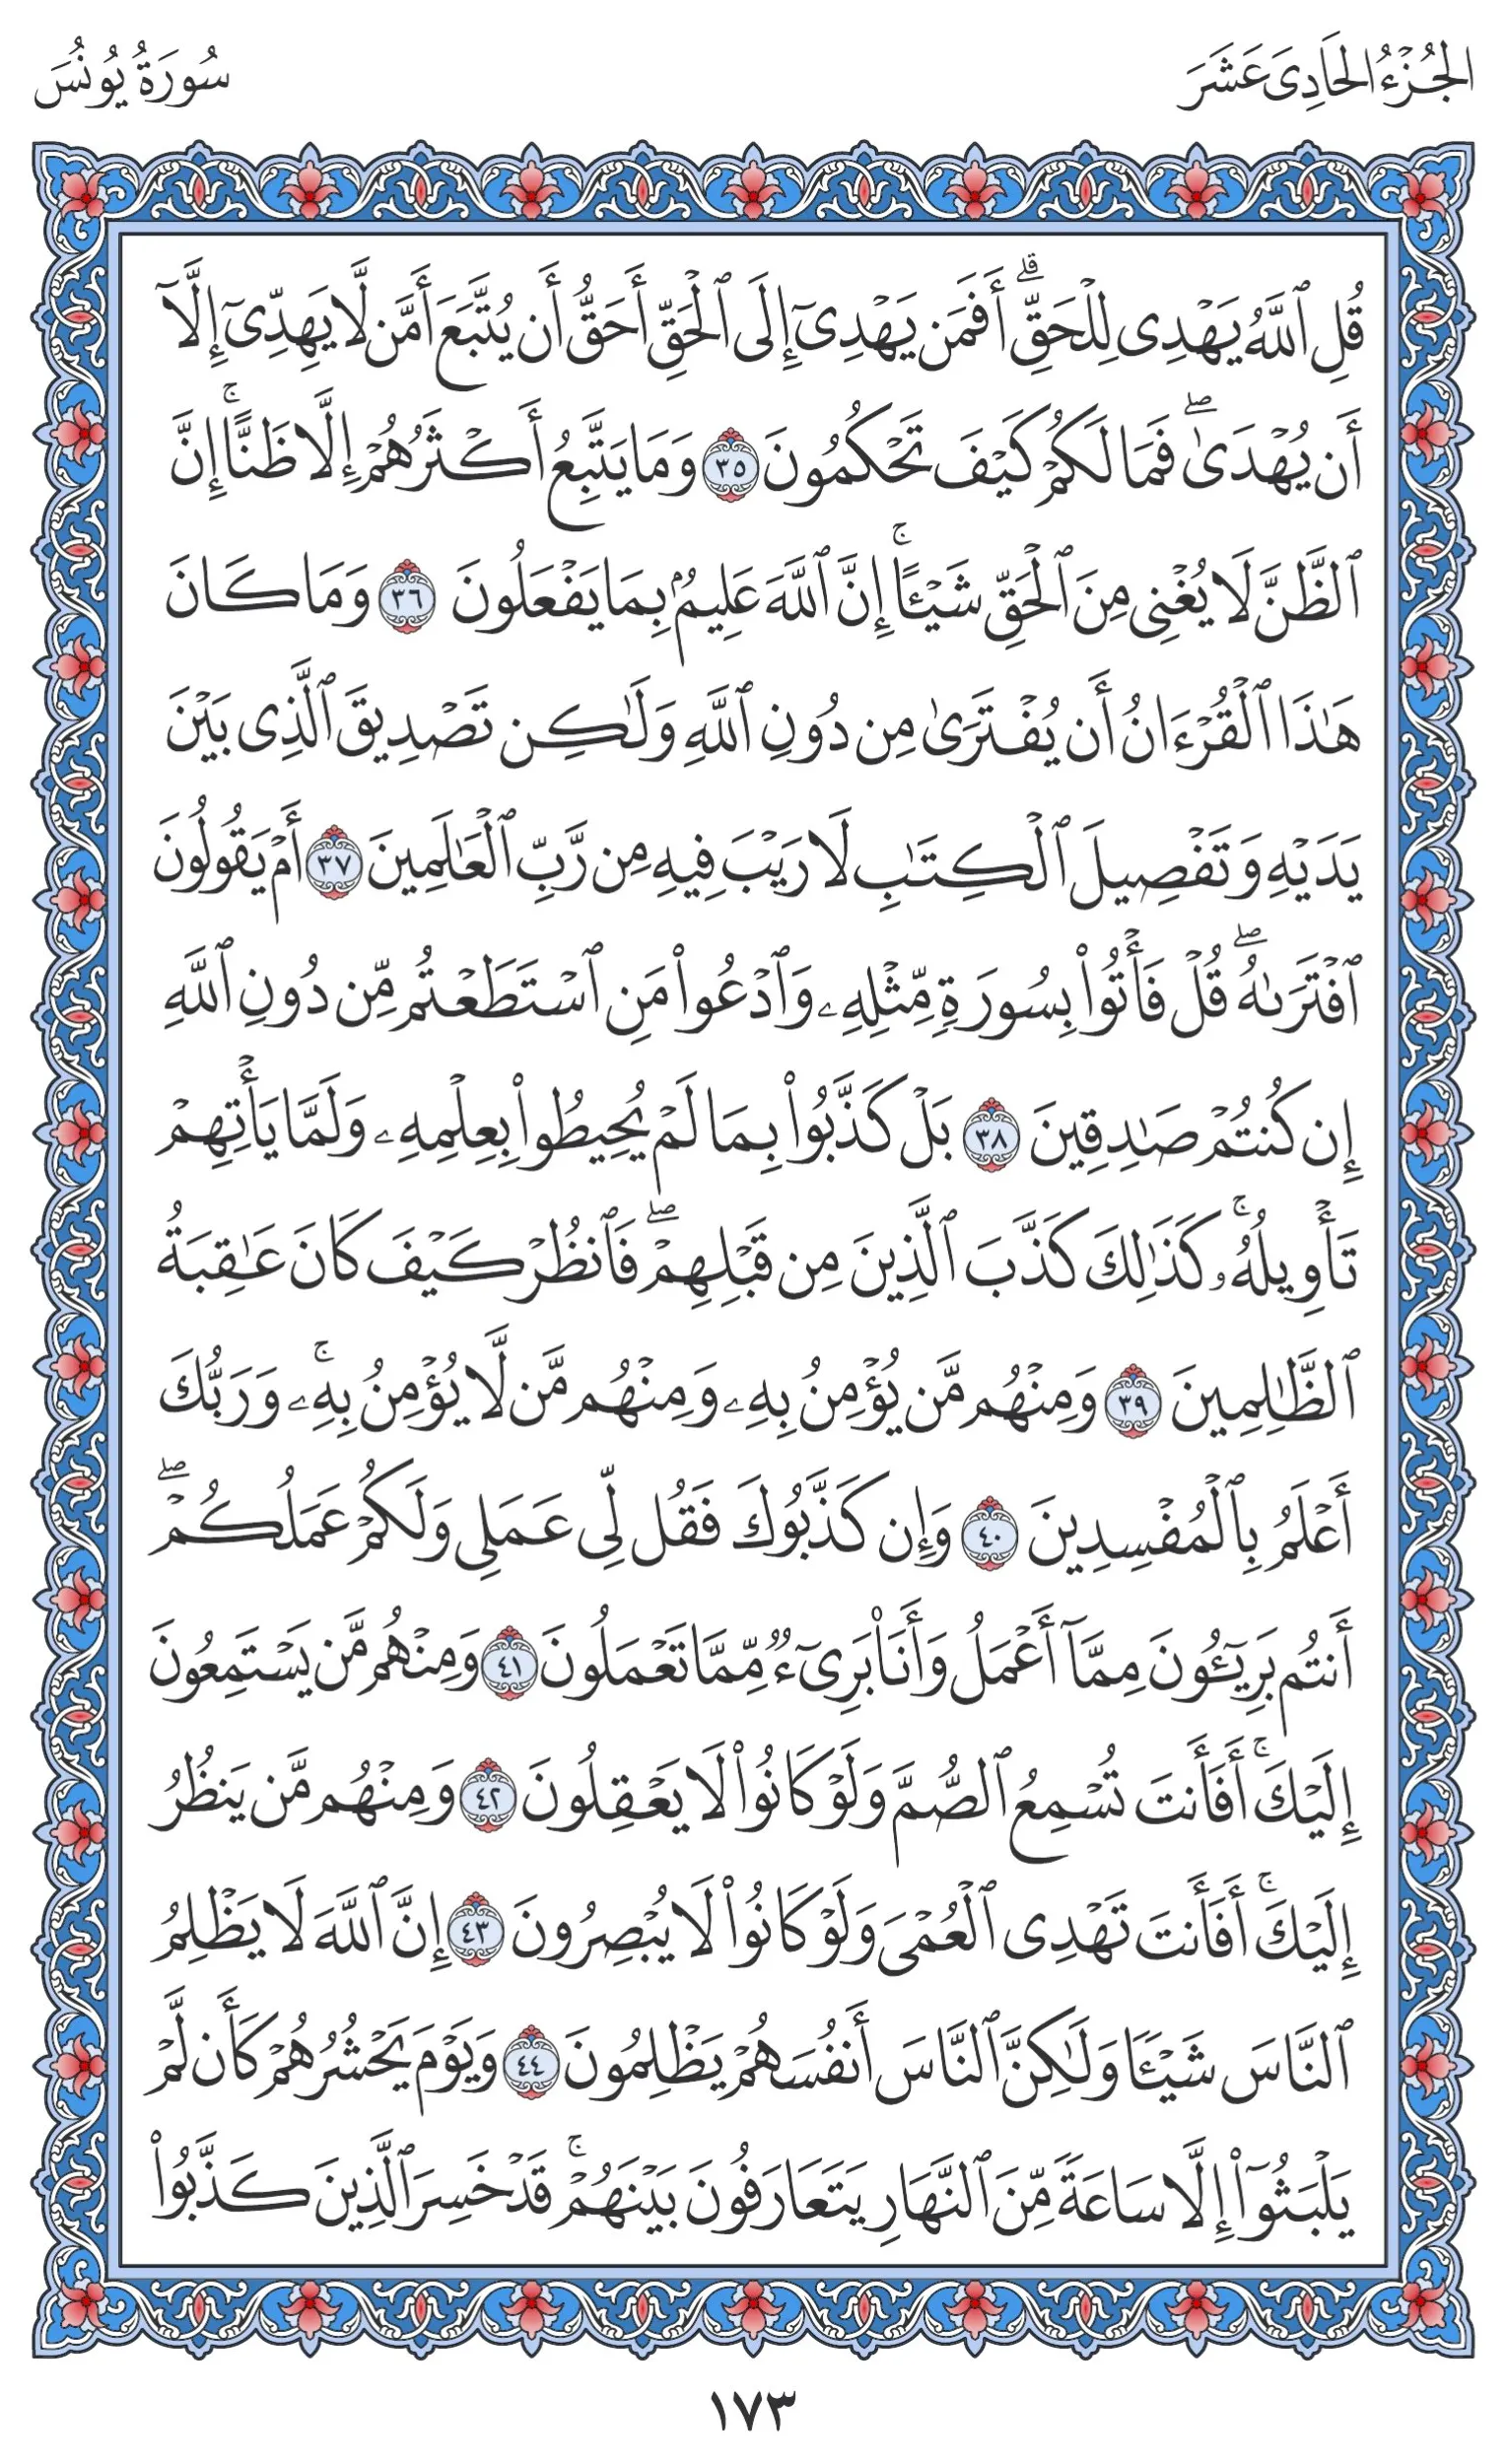 الجُزْءُ الحَادِىَ عَشَرَ
سُورَةُ يُونُسَ
قُلِ ٱللَّهُ يَهْدِى لِلْحَقِّۗ أَفَمَن يَهْدِىٓ إِلَى ٱلْحَقِّ أَحَقُّ أَن يُتَّبَعَ أَمَّن لَّا يَهِدِّىٓ إِلَّآ
أَن يُهْدَىٰۖ فَمَا لَكُمْ كَيْفَ تَحْكُمُونَ ٣٥ وَمَا يَتَّبِعُ أَكْثَرُهُمْ إِلَّا ظَنًّاۚ إِنَّ
ٱلظَّنَّ لَا يُغْنِى مِنَ ٱلْحَقِّ شَيْـًٔاۚ إِنَّ ٱللَّهَ عَلِيمٌۢ بِمَا يَفْعَلُونَ ٣٦ وَمَا كَانَ
هَـٰذَا ٱلْقُرْءَانُ أَن يُفْتَرَىٰ مِن دُونِ ٱللَّهِ وَلَـٰكِن تَصْدِيقَ ٱلَّذِى بَيْنَ
يَدَيْهِ وَتَفْصِيلَ ٱلْكِتَـٰبِ لَا رَيْبَ فِيهِ مِن رَّبِّ ٱلْعَـٰلَمِينَ ٣٧ أَمْ يَقُولُونَ
ٱفْتَرَىٰهُۖ قُلْ فَأْتُوا۟ بِسُورَةٍ مِّثْلِهِۦ وَٱدْعُوا۟ مَنِ ٱسْتَطَعْتُم مِّن دُونِ ٱللَّهِ
إِن كُنتُمْ صَـٰدِقِينَ ٣٨ بَلْ كَذَّبُوا۟ بِمَا لَمْ يُحِيطُوا۟ بِعِلْمِهِۦ وَلَمَّا يَأْتِهِمْ
تَأْوِيلُهُۥۚ كَذَٰلِكَ كَذَّبَ ٱلَّذِينَ مِن قَبْلِهِمْۖ فَٱنظُرْ كَيْفَ كَانَ عَـٰقِبَةُ
ٱلظَّـٰلِمِينَ ٣٩ وَمِنْهُم مَّن يُؤْمِنُ بِهِۦ وَمِنْهُم مَّن لَّا يُؤْمِنُ بِهِۦۚ وَرَبُّكَ
أَعْلَمُ بِٱلْمُفْسِدِينَ ٤٠ وَإِن كَذَّبُوكَ فَقُل لِّى عَمَلِى وَلَكُمْ عَمَلُكُمْۖ
أَنتُم بَرِيٓـُٔونَ مِمَّآ أَعْمَلُ وَأَنَا۠ بَرِىٓءٌ مِّمَّا تَعْمَلُونَ ٤١ وَمِنْهُم مَّن يَسْتَمِعُونَ
إِلَيْكَۚ أَفَأَنتَ تُسْمِعُ ٱلصُّمَّ وَلَوْ كَانُوا۟ لَا يَعْقِلُونَ ٤٢ وَمِنْهُم مَّن يَنظُرُ
إِلَيْكَۚ أَفَأَنتَ تَهْدِى ٱلْعُمْىَ وَلَوْ كَانُوا۟ لَا يُبْصِرُونَ ٤٣ إِنَّ ٱللَّهَ لَا يَظْلِمُ
ٱلنَّاسَ شَيْـًٔا وَلَـٰكِنَّ ٱلنَّاسَ أَنفُسَهُمْ يَظْلِمُونَ ٤٤ وَيَوْمَ يَحْشُرُهُمْ كَأَن لَّمْ
يَلْبَثُوٓا۟ إِلَّا سَاعَةً مِّنَ ٱلنَّهَارِ يَتَعَارَفُونَ بَيْنَهُمْۚ قَدْ خَسِرَ ٱلَّذِينَ كَذَّبُوا۟
١٧٣